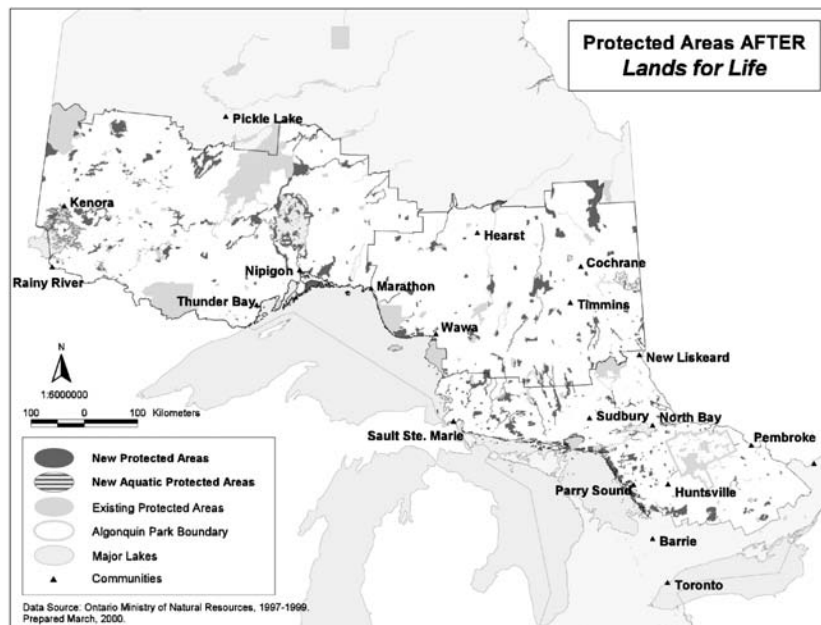 Protected Areas AFTER
Lands for Life
Pickle Lake
Kenora
Hearst
Cochrane
Rainy River
Nipigon
Marathon
Thunder Bay
Timmins
Wawa
New Liskeard
N
1:6000000
100 0 100 Kilometers
Sudbury
North Bay
Sault Ste. Marie
Pembroke
Parry Sound
Huntsville
Barrie
Toronto
New Protected Areas
New Aquatic Protected Areas
Existing Protected Areas
Algonquin Park Boundary
Major Lakes
Communities
Data Source: Ontario Ministry of Natural Resources, 1997-1999.
Prepared March, 2000.